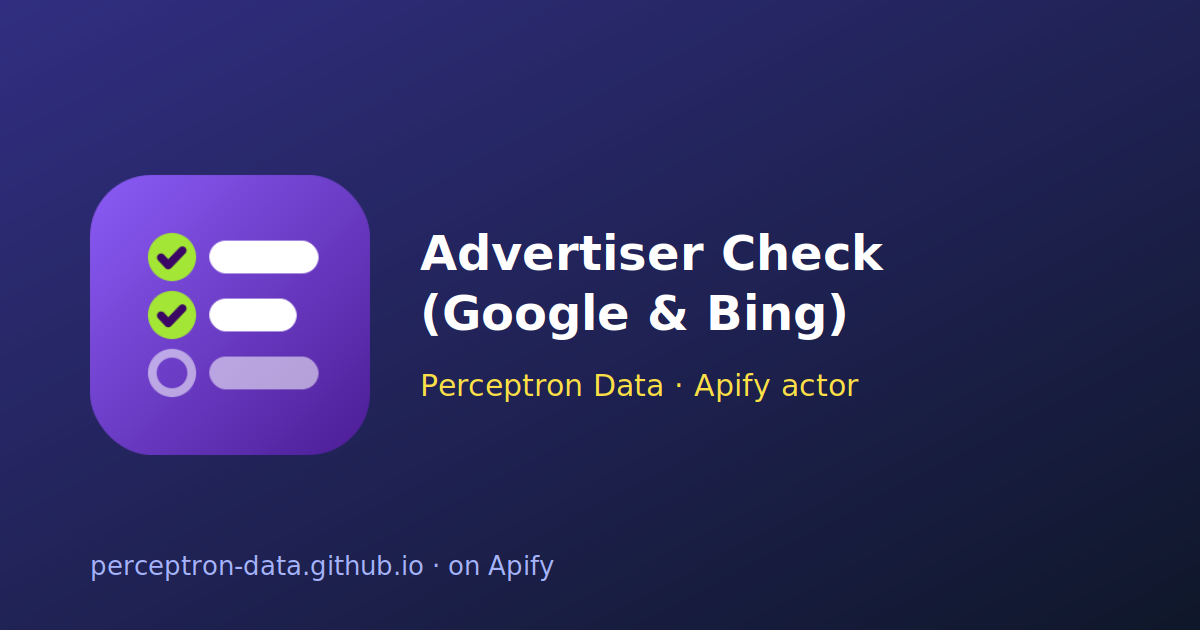 Advertiser Check
(Google & Bing)
Perceptron Data · Apify actor
perceptron-data.github.io · on Apify